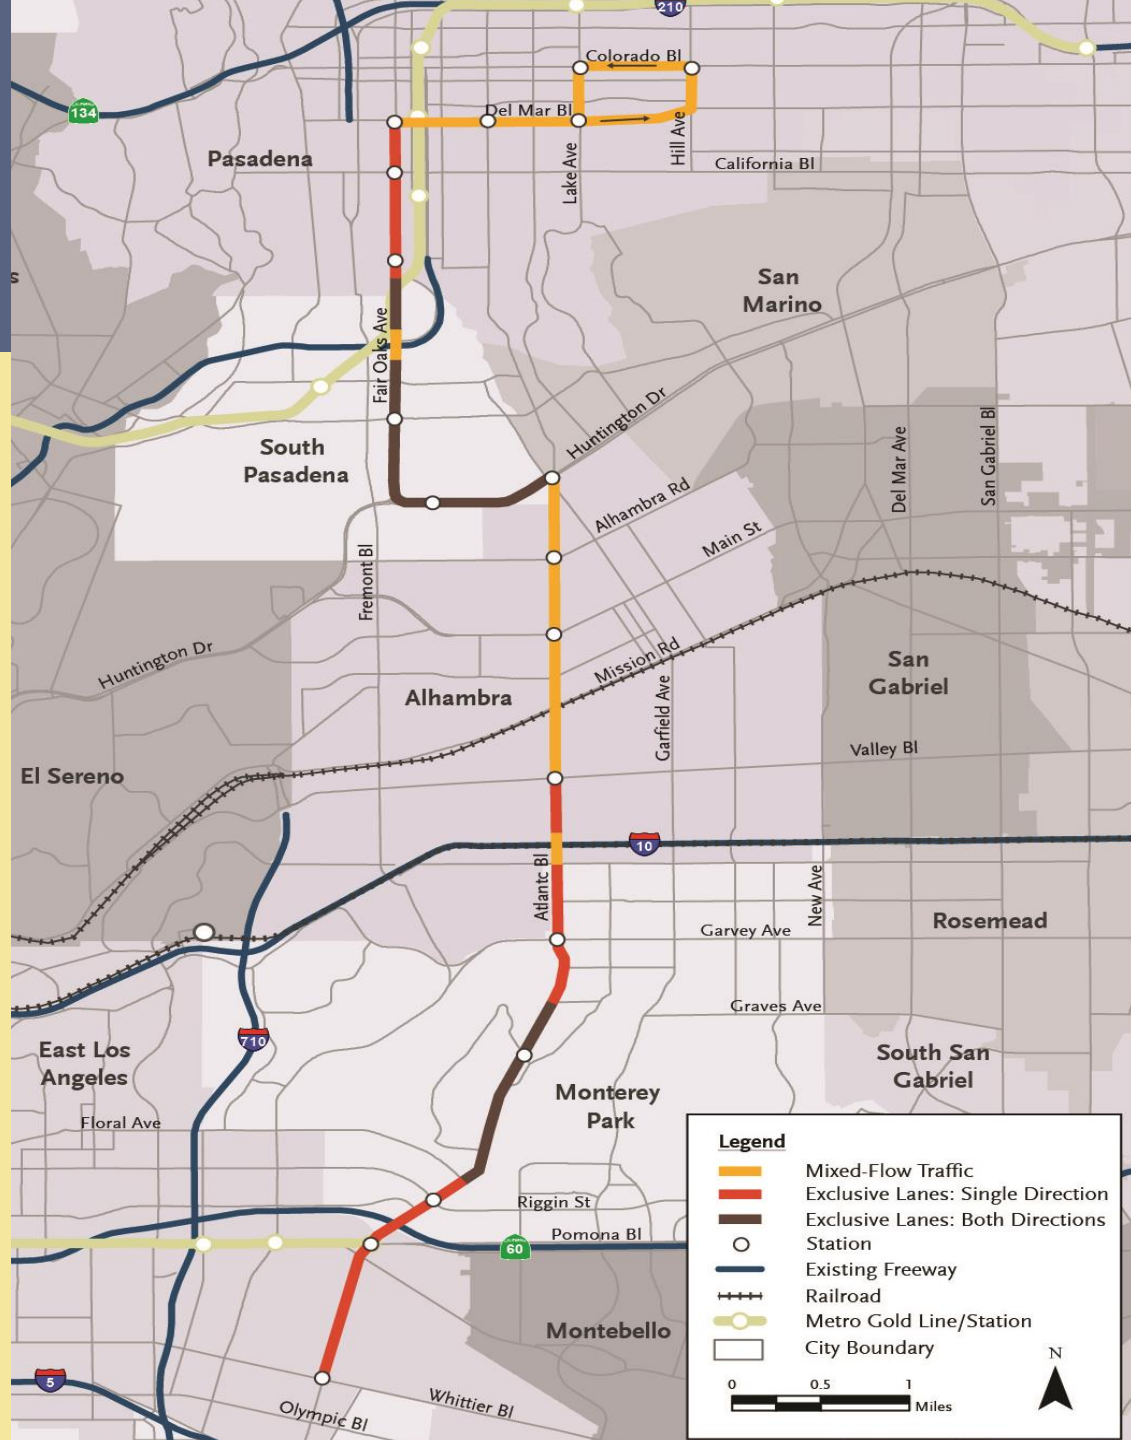 210
Colorado Bl
134
Del Mar Bl
Hill Ave
Pasadena
Lake Ave
California Bl
s
San
Marino
Fair Oaks Ave
Huntington Dr
South
Pasadena
Del Mar Ave
San Gabriel Bl
Alhambra Rd
Main St
Fremont Bl
Huntington Dr
Mission Rd
San
Gabriel
Alhambra
Garfield Ave
Valley Bl
El Sereno
10
Atlantc Bl
New Ave
Garvey Ave
Rosemead
Graves Ave
710
East Los
Angeles
South San
Gabriel
Monterey
Park
Floral Ave
Riggin St
Pomona Bl
60
Montebello
5
Whittier Bl
Olympic Bl
Legend
Mixed-Flow Traffic
Exclusive Lanes: Single Direction
Exclusive Lanes: Both Directions
Station
Existing Freeway
Railroad
Metro Gold Line/Station
City Boundary
N
0 0.5 1
Miles